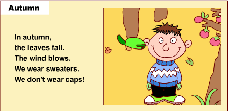 Autumn
In autumn,
the leaves fall.
The wind blows.
We wear sweaters.
We don't wear caps!